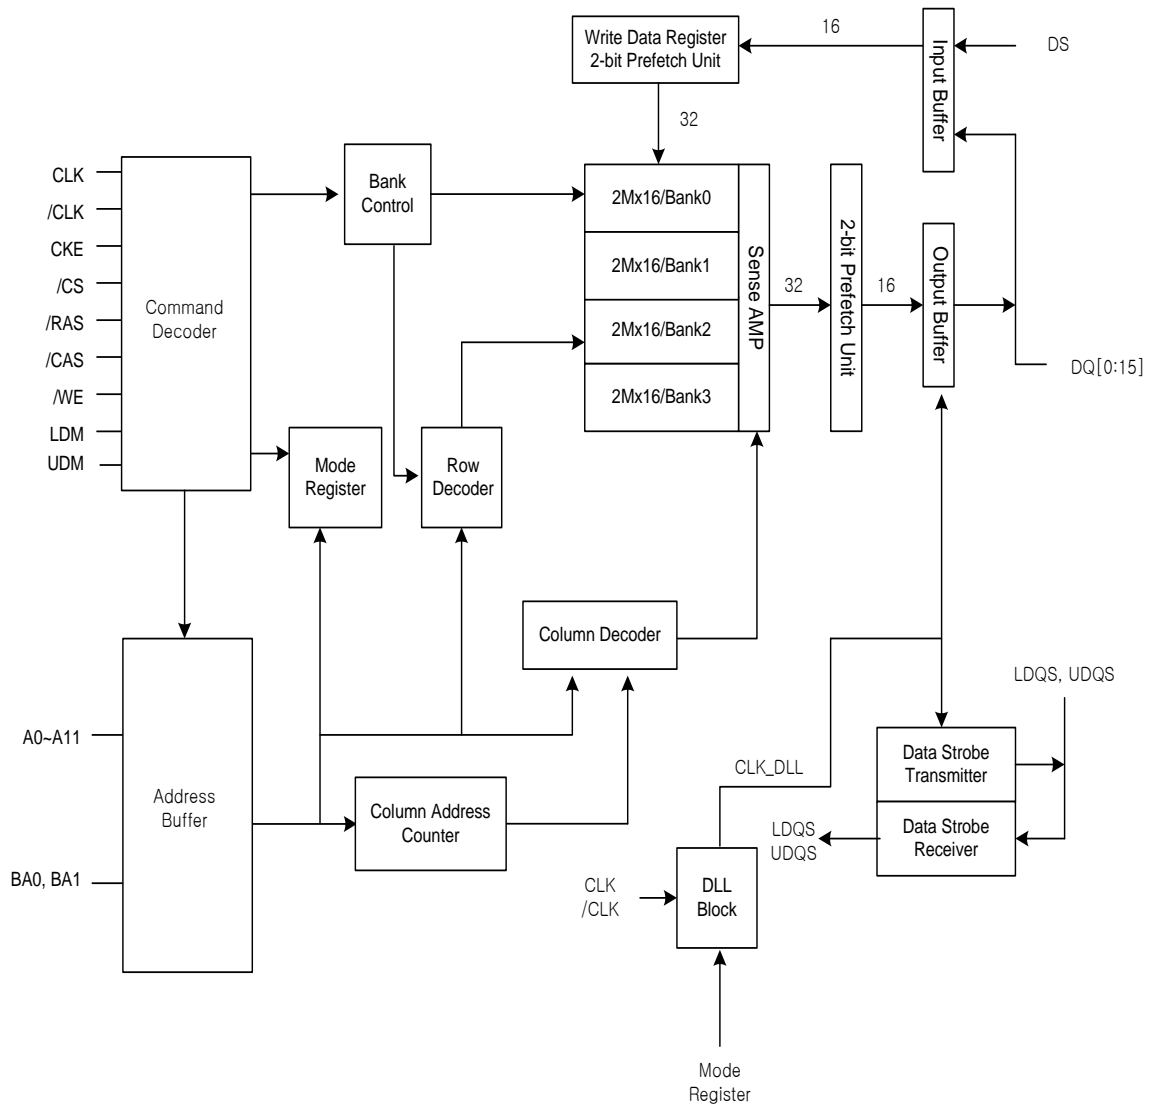 Write Data Register
2-bit Prefetch Unit
16
Input Buffer
DS
32
CLK
/CLK
CKE
/CS
/RAS
/CAS
/WE
LDM
UDM
Command
Decoder
Bank
Control
2Mx16/Bank0
2Mx16/Bank1
2Mx16/Bank2
2Mx16/Bank3
Sense AMP
32
2-bit Prefetch Unit
16
Output Buffer
DQ[0:15]
Mode
Register
Row
Decoder
Column Decoder
A0~A11
BA0, BA1
Address
Buffer
Column Address
Counter
LDQS, UDQS
Data Strobe
Transmitter
Data Strobe
Receiver
CLK_DLL
LDQS
UDQS
CLK
/CLK
DLL
Block
Mode
Register